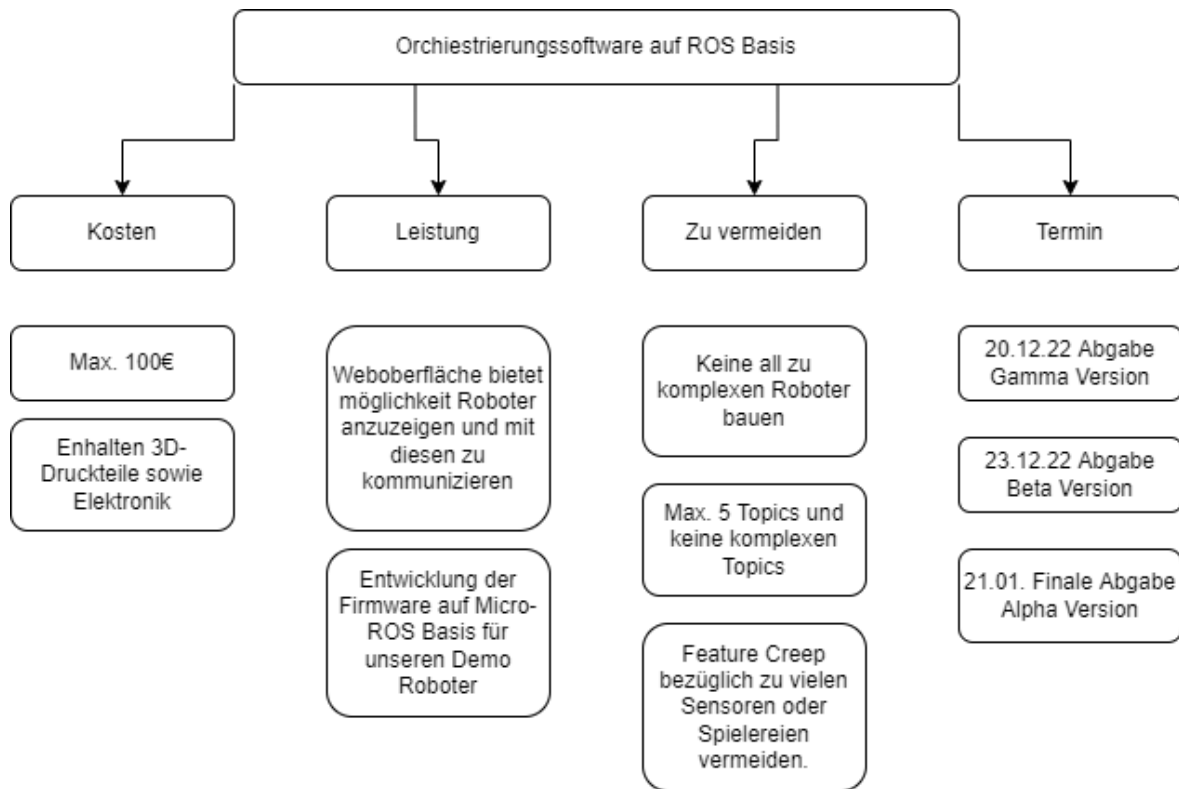 Orchiestrierungssoftware auf ROS Basis
Kosten
Leistung
Zu vermeiden
Termin
Max. 100€
Enhalten 3D-
Druckteile sowie
Elektronik
Weboberfläche bietet
möglichkeit Roboter
anzuzeigen und mit
diesen zu
kommunizieren
Entwicklung der
Firmware auf Micro-
ROS Basis für
unseren Demo
Roboter
Keine all zu
komplexen Roboter
bauen
Max. 5 Topics und
keine komplexen
Topics
Feature Creep
bezüglich zu vielen
Sensoren oder
Spielereien
vermeiden.
20.12.22 Abgabe
Gamma Version
23.12.22 Abgabe
Beta Version
21.01. Finale Abgabe
Alpha Version